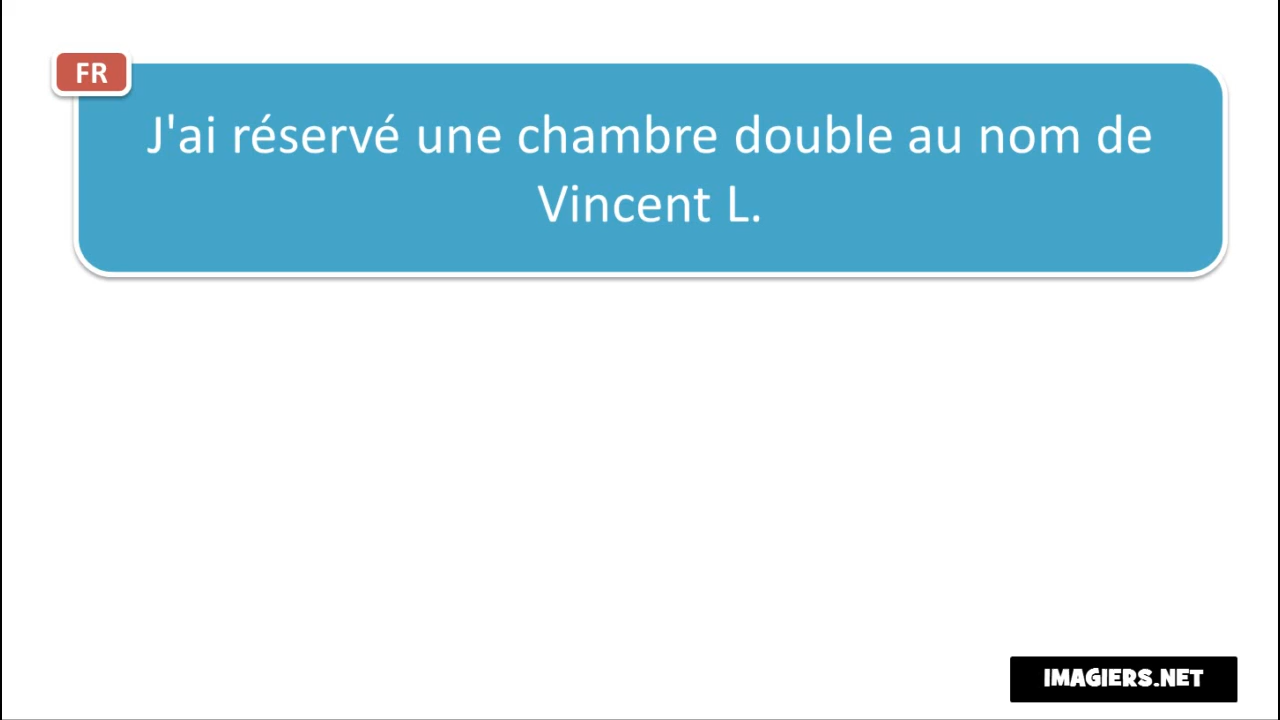 FR
J'ai réservé une chambre double au nom de
Vincent L.
IMAGIERS.NET